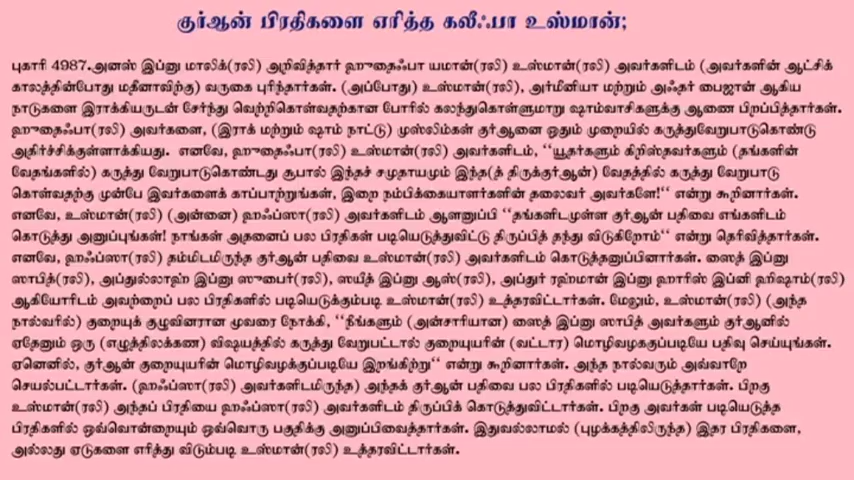 குர்ஆன் பிரதிகளை எரித்த கலீஃபா உஸ்மான்;
புகாரி 4987.அனஸ் இப்னு மாலிக்(ரலி) அறிவித்தார் ஹுதைஃபா யமான்(ரலி) உஸ்மான்(ரலி) அவர்களிடம் (அவர்களின் ஆட்சிக்
காலத்தின்போது மதீனாவிற்கு) வருகை புரிந்தார்கள். (அப்போது) உஸ்மான்(ரலி), அர்மீனியா மற்றும் அஃதர் பைஜான் ஆகிய
நாடுகளை இராக்கியருடன் சேர்ந்து வெற்றிகொள்வதற்கான போரில் கலந்துகொள்ளுமாறு ஷாம்வாசிகளுக்கு ஆணை பிறப்பித்தார்கள்.
ஹுதைஃபா(ரலி) அவர்களை, (இராக் மற்றும் ஷாம் நாட்டு) முஸ்லிம்கள் குர்ஆனை ஓதும் முறையில் கருத்துவேறுபாடுகொண்டு
அதிர்ச்சிக்குள்ளாக்கியது. எனவே, ஹுதைஃபா(ரலி) உஸ்மான்(ரலி) அவர்களிடம், ‘‘யூதர்களும் கிறிஸ்தவர்களும் (தங்களின்
வேதங்களில்) கருத்து வேறுபாடுகொண்டது சூபால் இந்தச் சமுதாயமும் இந்த(த் திருக்குர்ஆன்) வேதத்தில் கருத்து வேறுபாடு
கொள்வதற்கு முன்பே இவர்களைக் காப்பாற்றுங்கள், இறை நம்பிக்கையாளர்களின் தலைவர் அவர்களே!‘‘ என்று கூறினார்கள்.
எனவே, உஸ்மான்(ரலி) (அன்னை) ஹஃப்ஸா(ரலி) அவர்களிடம் ஆளனுப்பி ‘‘தங்களிடமுள்ள குர்ஆன் பதிவை எங்களிடம்
கொடுத்து அனுப்புங்கள்! நாங்கள் அதனைப் பல பிரதிகள் படியெடுத்துவிட்டு திருப்பித் தந்து விடுகிறோம்‘‘ என்று தெரிவித்தார்கள்.
எனவே, ஹஃப்ஸா(ரலி) தம்மிடமிருந்த குர்ஆன் பதிவை உஸ்மான்(ரலி) அவர்களிடம் கொடுத்தனுப்பினார்கள். ஸைத் இப்னு
ஸாபித்(ரலி), அப்துல்லாஹ் இப்னு ஸுபைர்(ரலி), ஸயீத் இப்னு ஆஸ்(ரலி), அப்துர் ரஹ்மான் இப்னு ஹாரிஸ் இப்னி ஹிஷாம்(ரலி)
ஆகியோரிடம் அவற்றைப் பல பிரதிகளில் படியெடுக்கும்படி உஸ்மான்(ரலி) உத்தரவிட்டார்கள். மேலும், உஸ்மான்(ரலி) (அந்த
நால்வரில்) குறையுக் குழுவினரான மூவரை நோக்கி, ‘‘நீங்களும் (அன்சாரியான) ஸைத் இப்னு ஸாபித் அவர்களும் குர்ஆனில்
ஏதேனும் ஒரு (எழுத்திலக்கண) விஷயத்தில் கருத்து வேறுபட்டால் குறையுயரின் (வட்டார) மொழிவழககுப்படியே பதிவு செய்யுங்கள்.
ஏனெனில், குர்ஆன் குறையுயரின் மொழிவழக்குப்படியே இறங்கிற்று‘‘ என்று கூறினார்கள். அந்த நால்வரும் அவ்வாறே
செயல்பட்டார்கள். (ஹஃப்ஸா(ரலி) அவர்களிடமிருந்த) அந்தக் குர்ஆன் பதிவை பல பிரதிகளில் படியெடுத்தார்கள். பிறகு
உஸ்மான்(ரலி) அந்தப் பிரதியை ஹஃப்ஸா(ரலி) அவர்களிடம் திருப்பிக் கொடுத்துவிட்டார்கள். பிறகு அவர்கள் படியெடுத்த
பிரதிகளில் ஒவ்வொன்றையும் ஒவ்வொரு பகுதிக்கு அனுப்பிவைத்தார்கள். இதுவல்லாமல் (புழக்கத்திலிருந்த) இதர பிரதிகளை,
அல்லது ஏடுகளை எரித்து விடும்படி உஸ்மான்(ரலி) உத்தரவிட்டார்கள்.